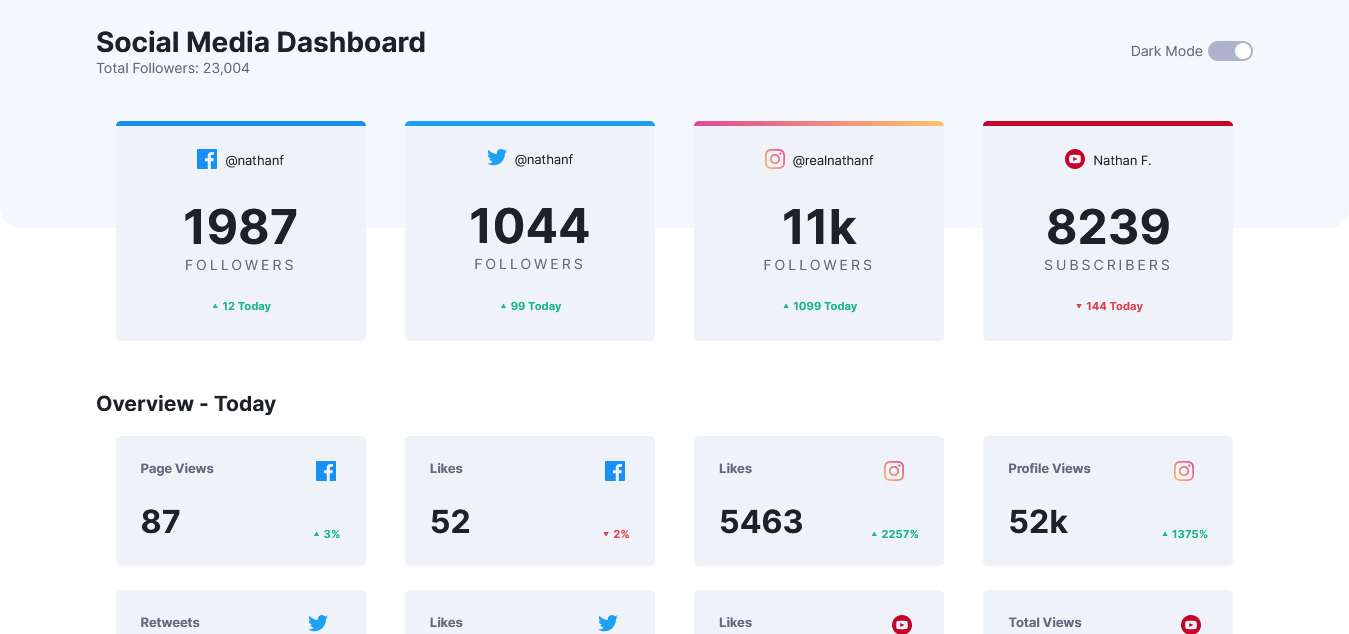 Social Media Dashboard
Total Followers: 23,004
Dark Mode
@nathanf
1987
FOLLOWERS
12 Today
@nathanf
1044
FOLLOWERS
99 Today
@realnathanf
11k
FOLLOWERS
1099 Today
Nathan F.
8239
SUBSCRIBERS
144 Today
Overview - Today
Page Views
87
3%
Likes
52
2%
Likes
5463
2257%
Profile Views
52k
1375%
Retweets
Likes
Likes
Total Views